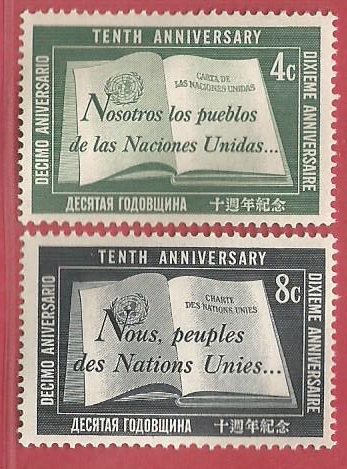 TENTH ANNIVERSARY
DECIMO ANIVERSARIO
4c
CARTA DE
LAS NACIONES UNIDAS
Nosotros los pueblos
de las Naciones Unidas...
DIXIEME ANNIVERSAIRE
ДЕСЯТАЯ ГОДОВЩИНА 十週年紀念
TENTH ANNIVERSARY
DECIMO ANIVERSARIO
8c
CHARTE
DES NATIONS UNIES
Nous, peuples
des Nations Unies...
DIXIEME ANNIVERSAIRE
ДЕСЯТАЯ ГОДОВЩИНА 十週年紀念